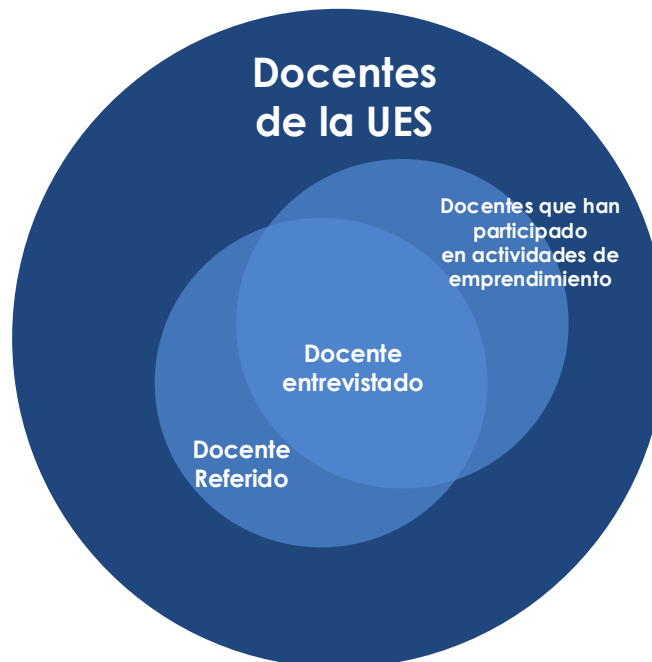 Docentes
de la UES
Docentes que han
participado
en actividades de
emprendimiento
Docente
entrevistado
Docente
Referido